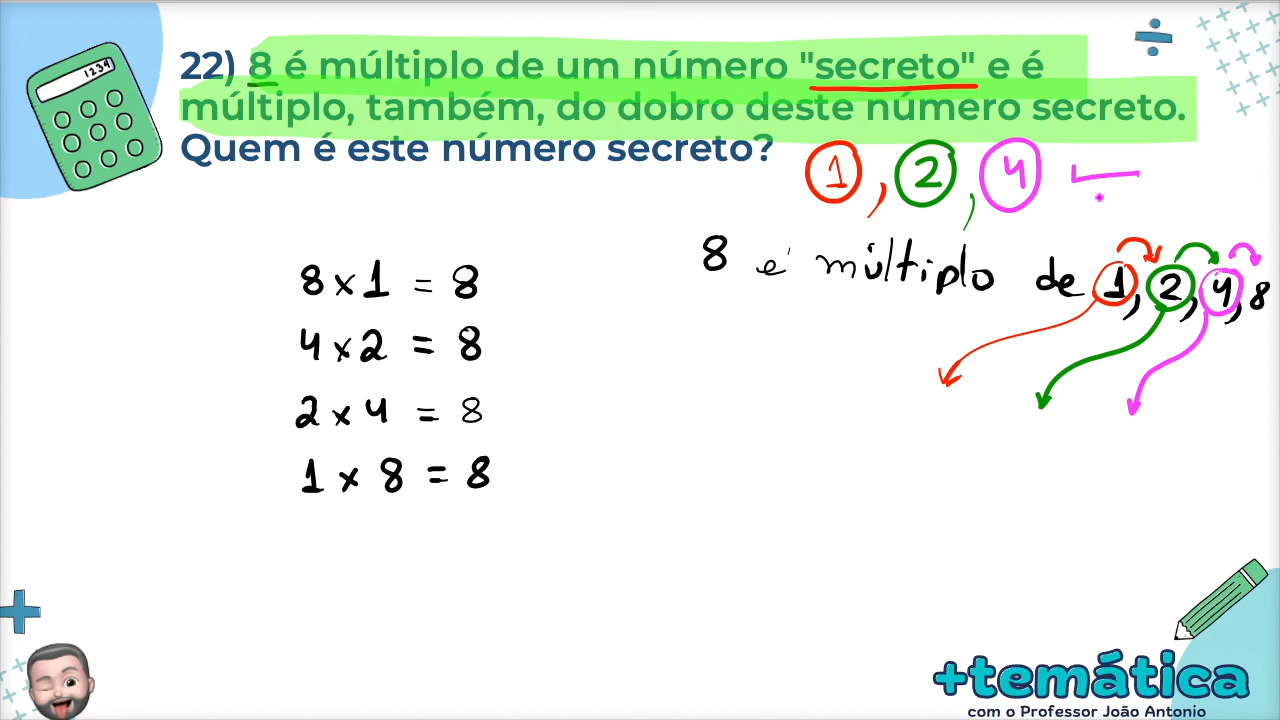 1234
22) 8 é múltiplo de um número "secreto" e é
múltiplo, também, do dobro deste número secreto.
Quem é este número secreto?
1, 2, 4
8 é múltiplo de 1, 2, 4, 8
8 x 1 = 8
4 x 2 = 8
2 x 4 = 8
1 x 8 = 8
+temática
com o Professor João Antonio